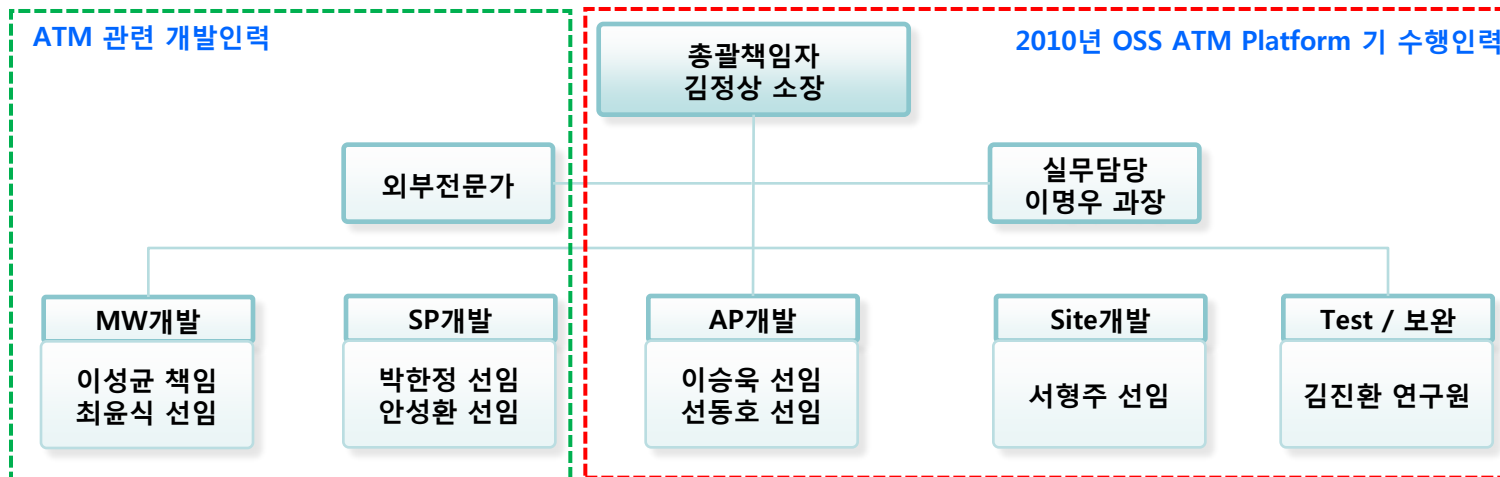 ATM 관련 개발인력
2010년 OSS ATM Platform 기 수행인력
총괄책임자
김정상 소장
외부전문가
실무담당
이명우 과장
MW개발
이성균 책임
최윤식 선임
SP개발
박한정 선임
안성환 선임
AP개발
이승욱 선임
선동호 선임
Site개발
서형주 선임
Test / 보완
김진환 연구원